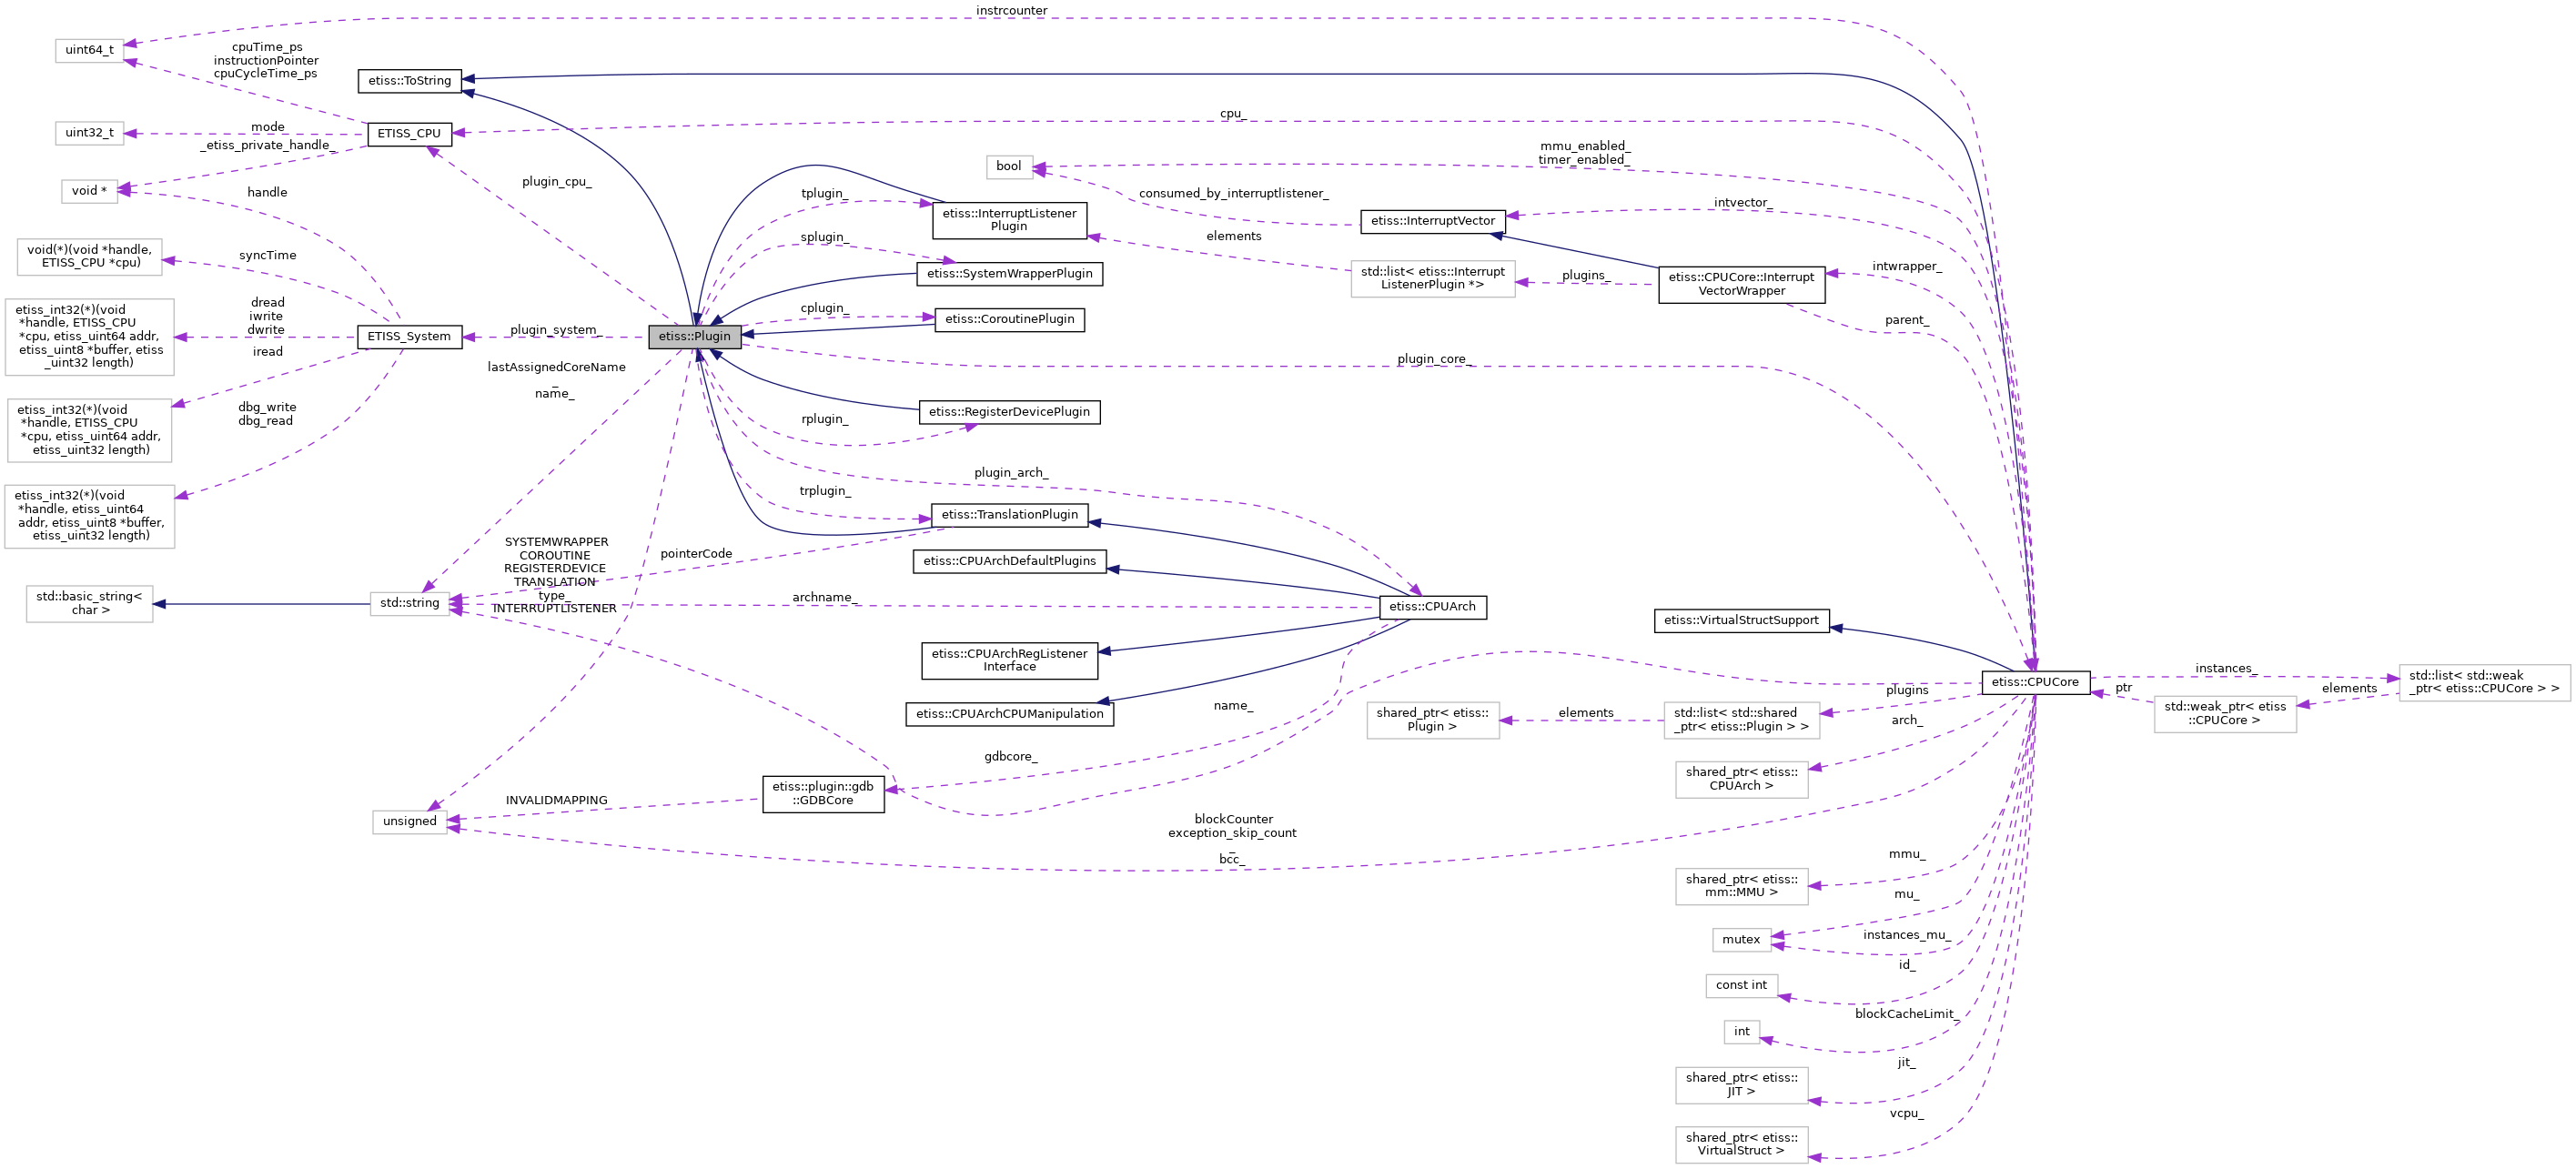 instrcounter
uint64_t
cpuTime_ps
instructionPointer
cpuCycleTime_ps
etiss::ToString
cpu_
uint32_t
mode
ETISS_CPU
_etiss_private_handle_
void *
handle
plugin_cpu_
bool
mmu_enabled_
timer_enabled_
consumed_by_interruptlistener_
tplugin_
etiss::InterruptListener
Plugin
etiss::InterruptVector
intvector_
splugin_
elements
void(*)(void *handle,
ETISS_CPU *cpu)
syncTime
etiss::SystemWrapperPlugin
std::list< etiss::Interrupt
ListenerPlugin *>
plugins_
etiss::CPUCore::Interrupt
VectorWrapper
intwrapper_
etiss_int32(*)(void
*handle, ETISS_CPU
*cpu, etiss_uint64 addr,
etiss_uint8 *buffer, etiss
_uint32 length)
dread
iwrite
dwrite
iread
ETISS_System
plugin_system_
etiss::Plugin
cplugin_
etiss::CoroutinePlugin
parent_
plugin_core_
lastAssignedCoreName
_
name_
etiss_int32(*)(void
*handle, ETISS_CPU
*cpu, etiss_uint64 addr,
etiss_uint32 length)
dbg_write
dbg_read
rplugin_
etiss::RegisterDevicePlugin
plugin_arch_
etiss_int32(*)(void
*handle, etiss_uint64
addr, etiss_uint8 *buffer,
etiss_uint32 length)
trplugin_
etiss::TranslationPlugin
SYSTEMWRAPPER
COROUTINE
REGISTERDEVICE
TRANSLATION
type_
INTERRUPTLISTENER
pointerCode
etiss::CPUArchDefaultPlugins
std::basic_string<
char >
std::string
archname_
etiss::CPUArch
etiss::VirtualStructSupport
etiss::CPUArchRegListener
Interface
etiss::CPUCore
instances_
std::list< std::weak
_ptr< etiss::CPUCore > >
ptr
elements
std::weak_ptr< etiss
::CPUCore >
etiss::CPUArchCPUManipulation
name_
shared_ptr< etiss::
Plugin >
elements
std::list< std::shared
_ptr< etiss::Plugin > >
plugins
arch_
gdbcore_
shared_ptr< etiss::
CPUArch >
etiss::plugin::gdb
::GDBCore
INVALIDMAPPING
unsigned
blockCounter
exception_skip_count
_
bcc_
mmu_
shared_ptr< etiss::
mm::MMU >
mu_
mutex
instances_mu_
id_
const int
blockCacheLimit_
int
jit_
shared_ptr< etiss::
JIT >
vcpu_
shared_ptr< etiss::
VirtualStruct >